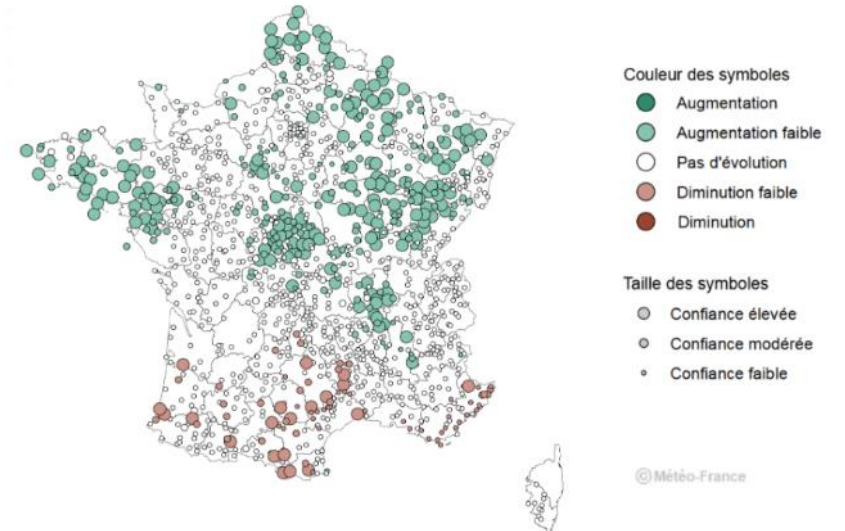 Couleur des symboles
Augmentation
Augmentation faible
Pas d'évolution
Diminution faible
Diminution
Taille des symboles
Confiance élevée
Confiance modérée
Confiance faible
©Météo-France